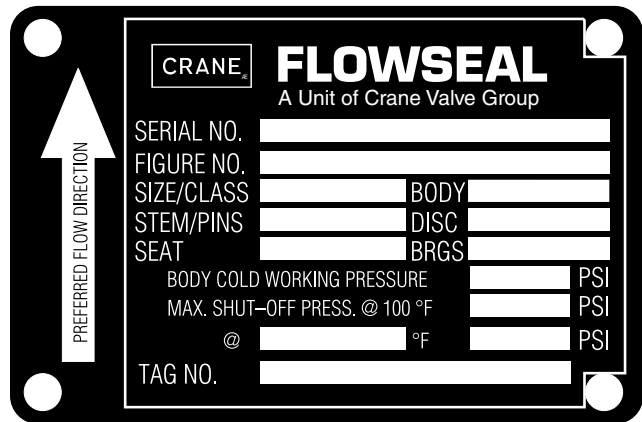 CRANE Æ
FLOWSEAL
A Unit of Crane Valve Group
PREFERRED FLOW DIRECTION
SERIAL NO.
FIGURE NO.
SIZE/CLASS BODY
STEM/PINS DISC
SEAT BRGS
BODY COLD WORKING PRESSURE PSI
MAX. SHUT–OFF PRESS. @ 100 °F PSI
@ °F PSI
TAG NO.